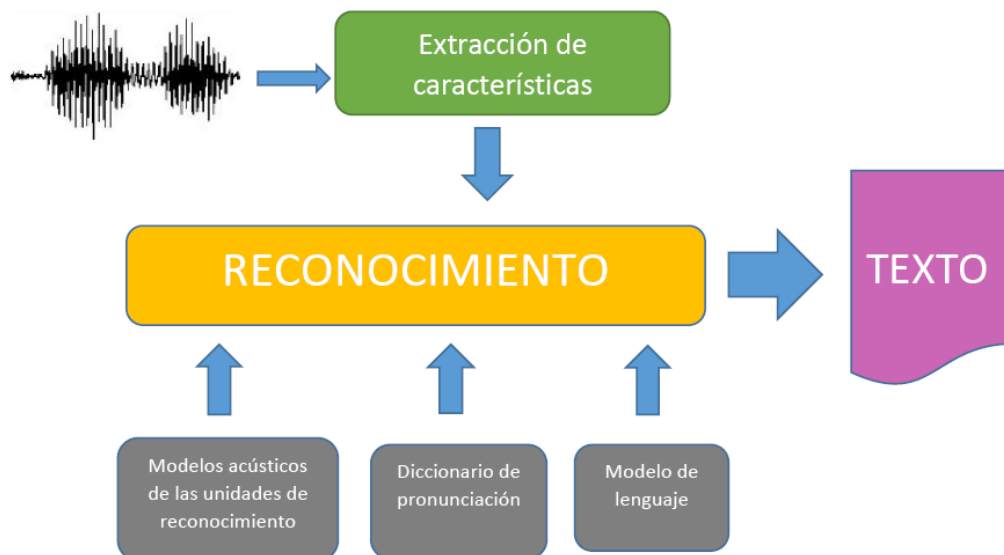 Extracción de
características
RECONOCIMIENTO
TEXTO
Modelos acústicos
de las unidades de
reconocimiento
Diccionario de
pronunciación
Modelo de
lenguaje